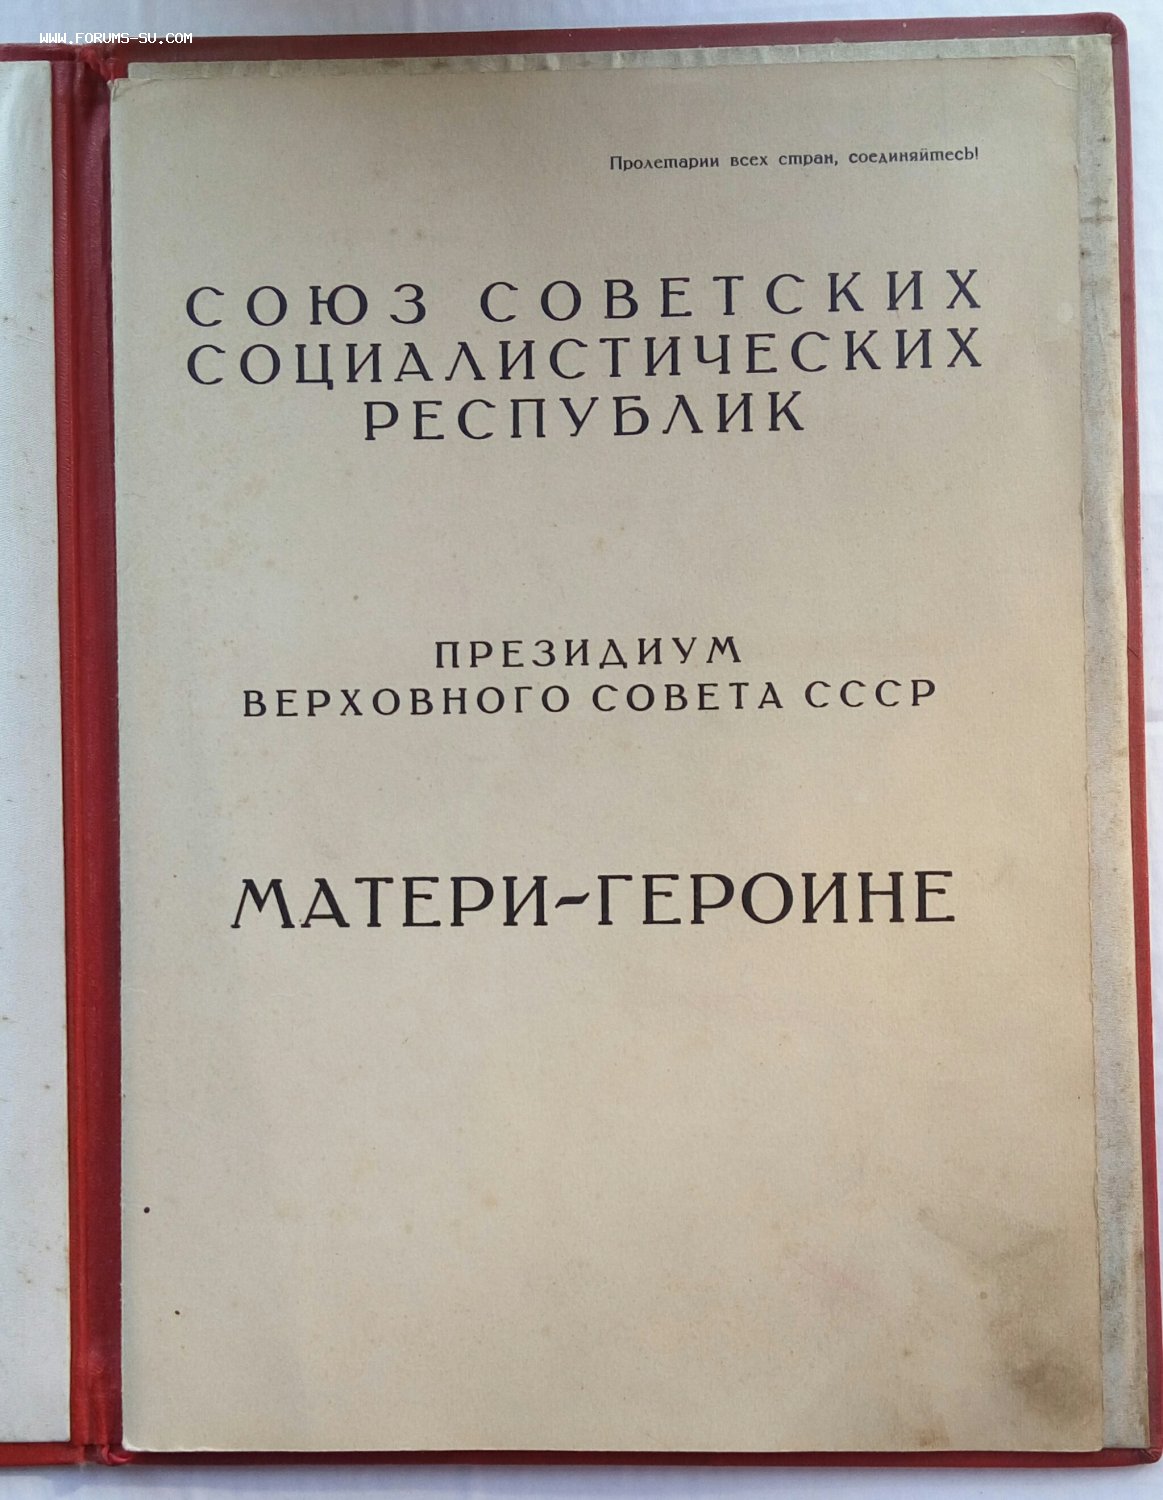 WWW.FORUMS-SU.COM
Пролетарии всех стран, соединяйтесь!
СОЮЗ СОВЕТСКИХ
СОЦИАЛИСТИЧЕСКИХ
РЕСПУБЛИК
ПРЕЗИДИУМ
ВЕРХОВНОГО СОВЕТА СССР
МАТЕРИ-ГЕРОИНЕ